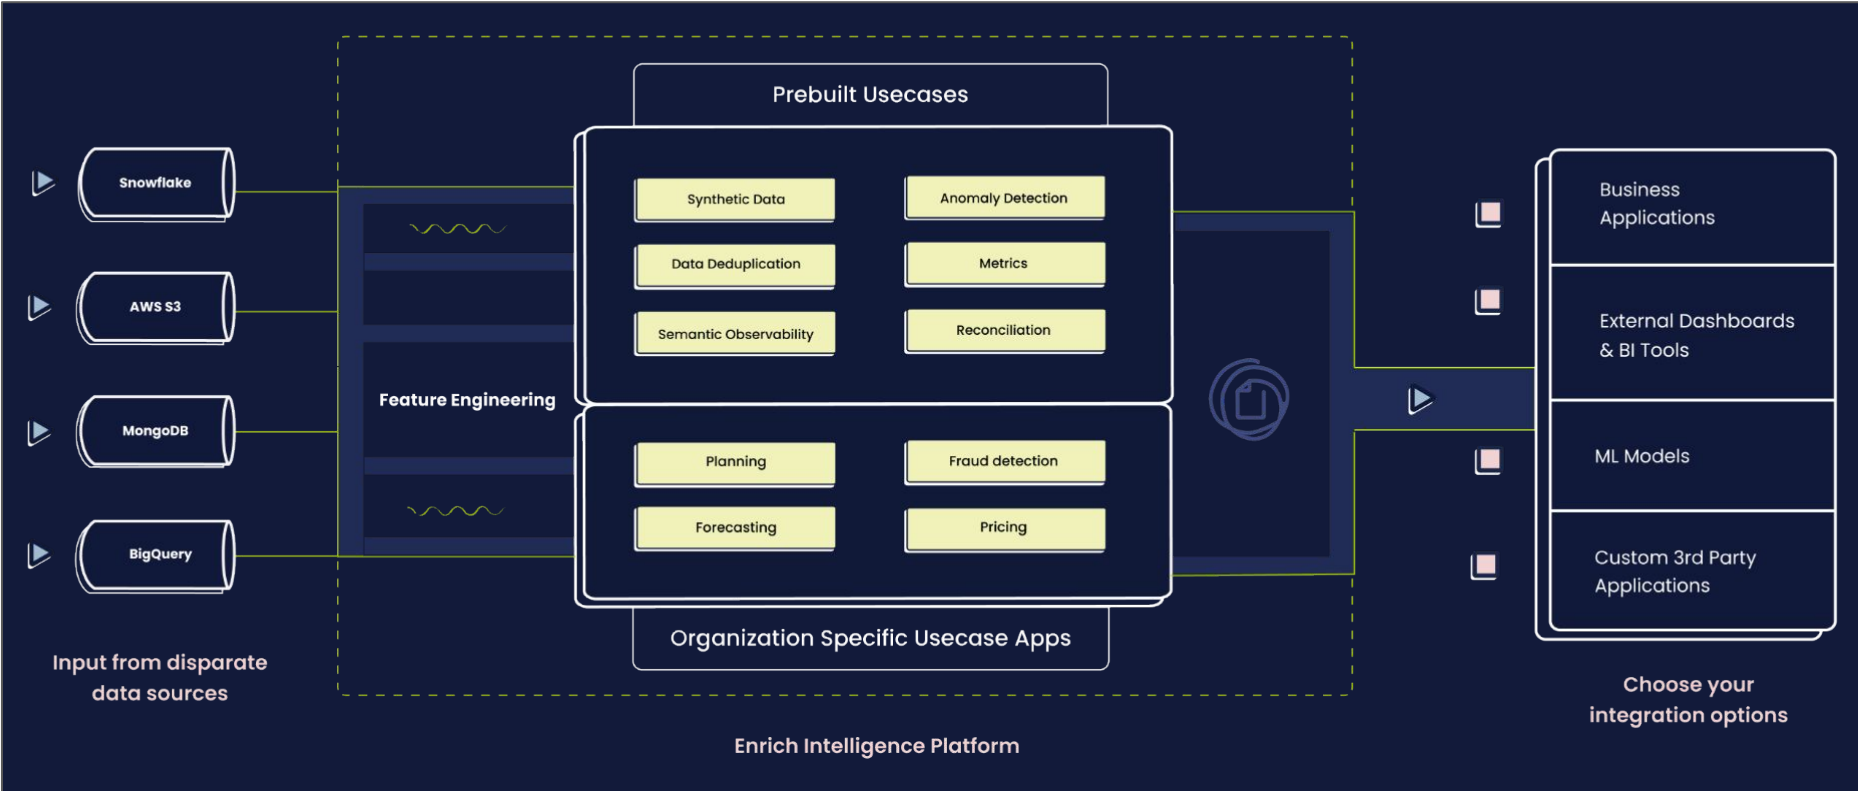 Prebuilt Usecases
Snowflake
AWS S3
MongoDB
BigQuery
Input from disparate
data sources
Feature Engineering
Synthetic Data
Anomaly Detection
Data Deduplication
Metrics
Semantic Observability
Reconciliation
Planning
Fraud detection
Forecasting
Pricing
Organization Specific Usecase Apps
Enrich Intelligence Platform
Business
Applications
External Dashboards
& BI Tools
ML Models
Custom 3rd Party
Applications
Choose your
integration options